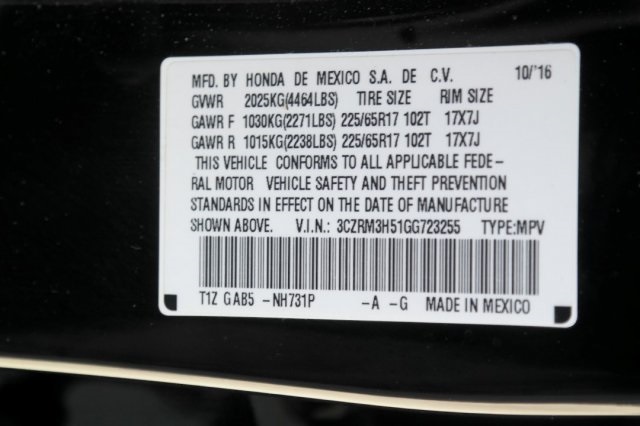 MFD. BY HONDA DE MEXICO S.A. DE C.V. 10/'16
GVWR 2025KG(4464LBS) TIRE SIZE RIM SIZE
GAWR F 1030KG(2271LBS) 225/65R17 102T 17X7J
GAWR R 1015KG(2238LBS) 225/65R17 102T 17X7J
THIS VEHICLE CONFORMS TO ALL APPLICABLE FEDE-
RAL MOTOR VEHICLE SAFETY AND THEFT PREVENTION
STANDARDS IN EFFECT ON THE DATE OF MANUFACTURE
SHOWN ABOVE. V.I.N.: 3CZRM3H51GG723255 TYPE:MPV
T1Z GAB5 -NH731P -A -G MADE IN MEXICO